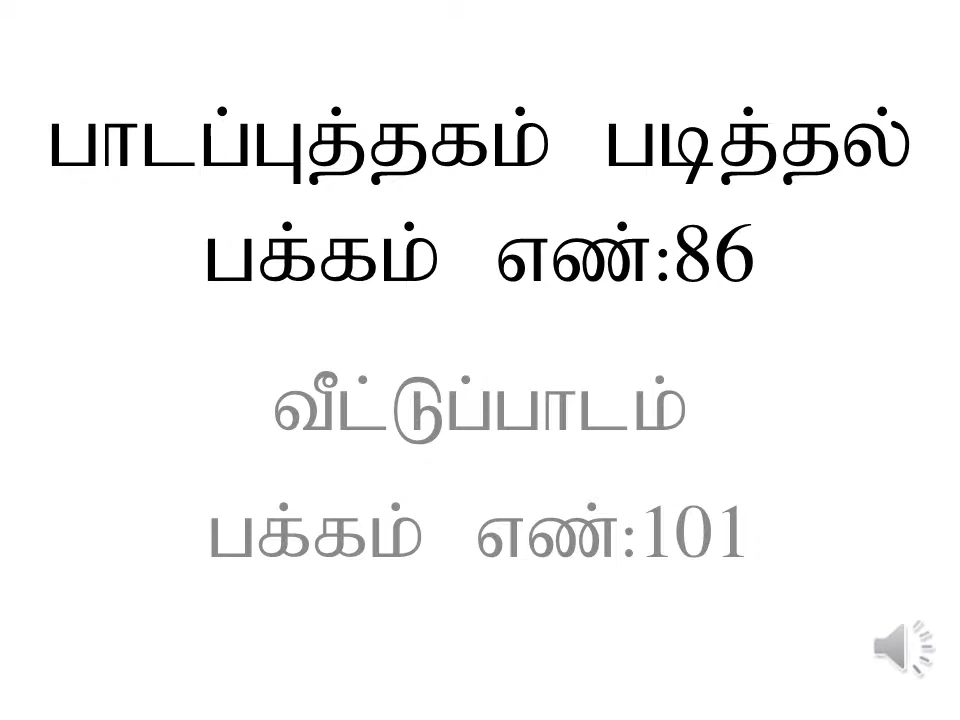 பாடப்புத்தகம் படித்தல்
பக்கம் எண்:86
வீட்டுப்பாடம்
பக்கம் எண்:101